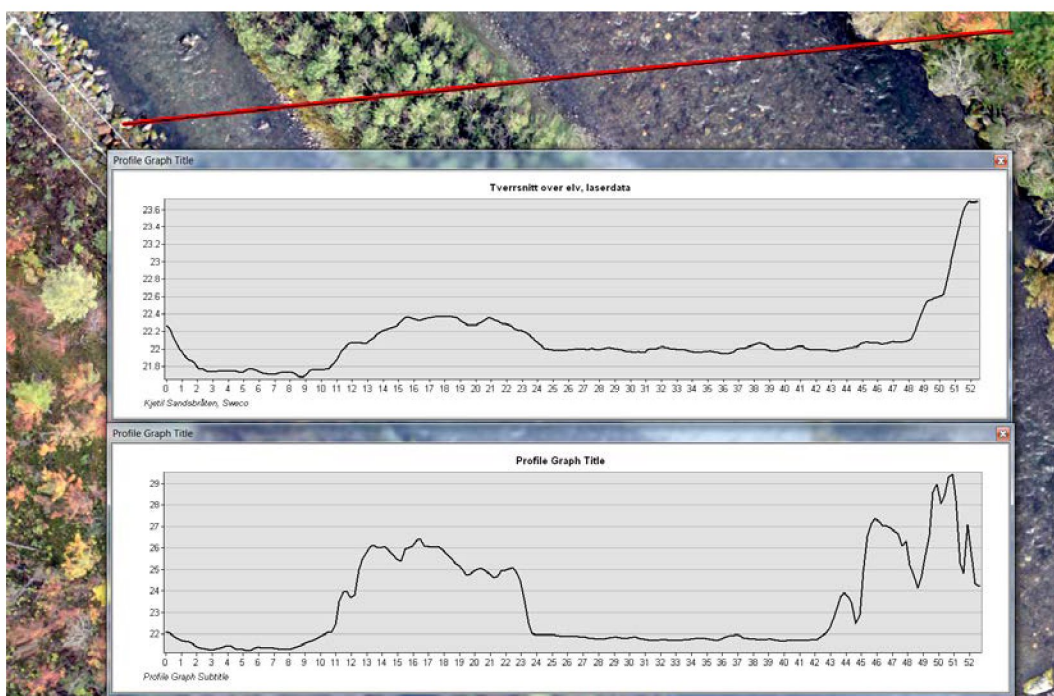 Profile Graph Title
Tverrsnitt over elv, laserdata
23.6
23.4
23.2
23
22.8
22.6
22.4
22.2
22
21.8
0 1 2 3 4 5 6 7 8 9 10 11 12 13 14 15 16 17 18 19 20 21 22 23 24 25 26 27 28 29 30 31 32 33 34 35 36 37 38 39 40 41 42 43 44 45 46 47 48 49 50 51 52
Kjetil Sandsbråten, Sweco
Profile Graph Title
Profile Graph Title
29
28
27
26
25
24
23
22
0 1 2 3 4 5 6 7 8 9 10 11 12 13 14 15 16 17 18 19 20 21 22 23 24 25 26 27 28 29 30 31 32 33 34 35 36 37 38 39 40 41 42 43 44 45 46 47 48 49 50 51 52
Profile Graph Subtitle